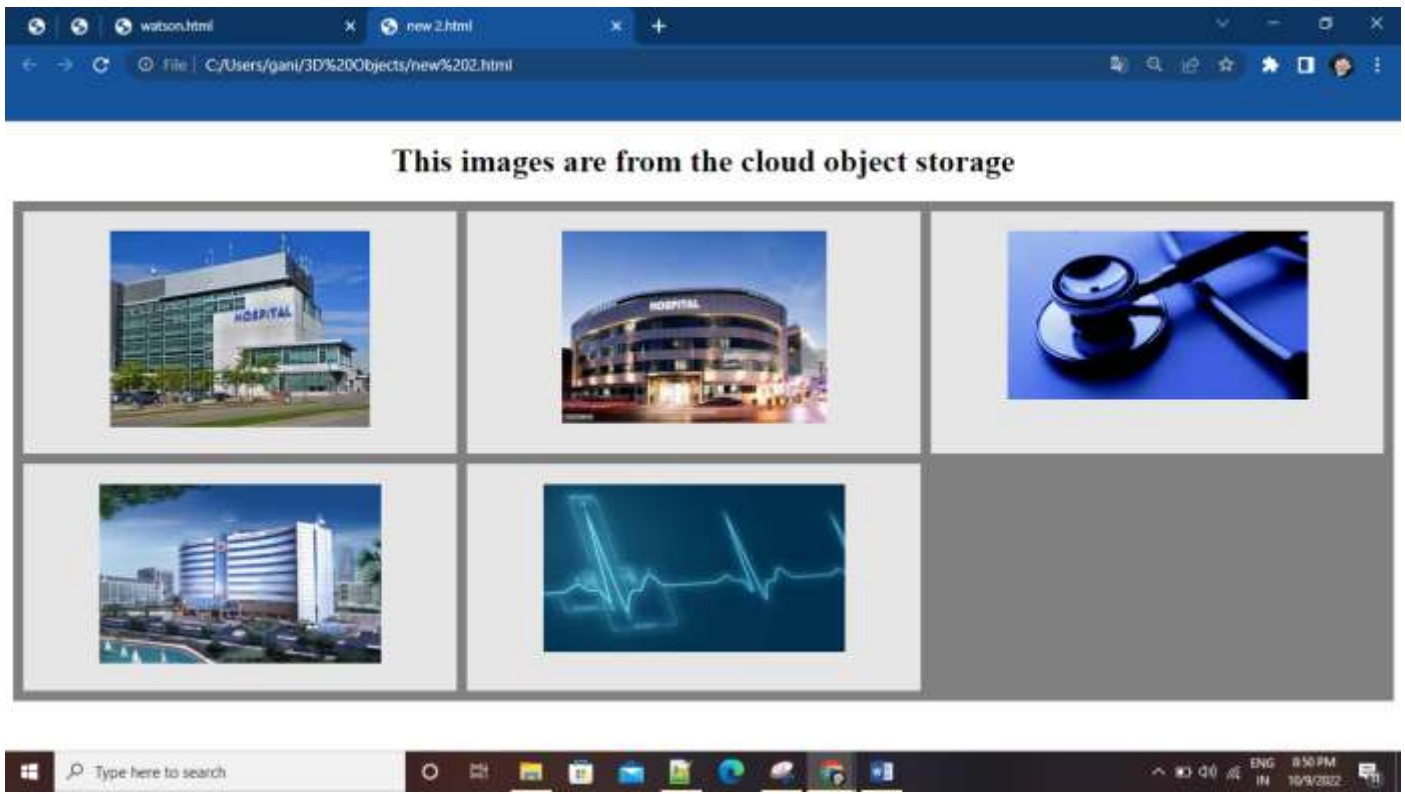 watson.html
new 2.html
File C:/Users/gani/3D%20Objects/new%202.html
This images are from the cloud object storage
HOSPITAL
HOSPITAL
Type here to search
ENG 8:50 PM
IN 10/9/2022